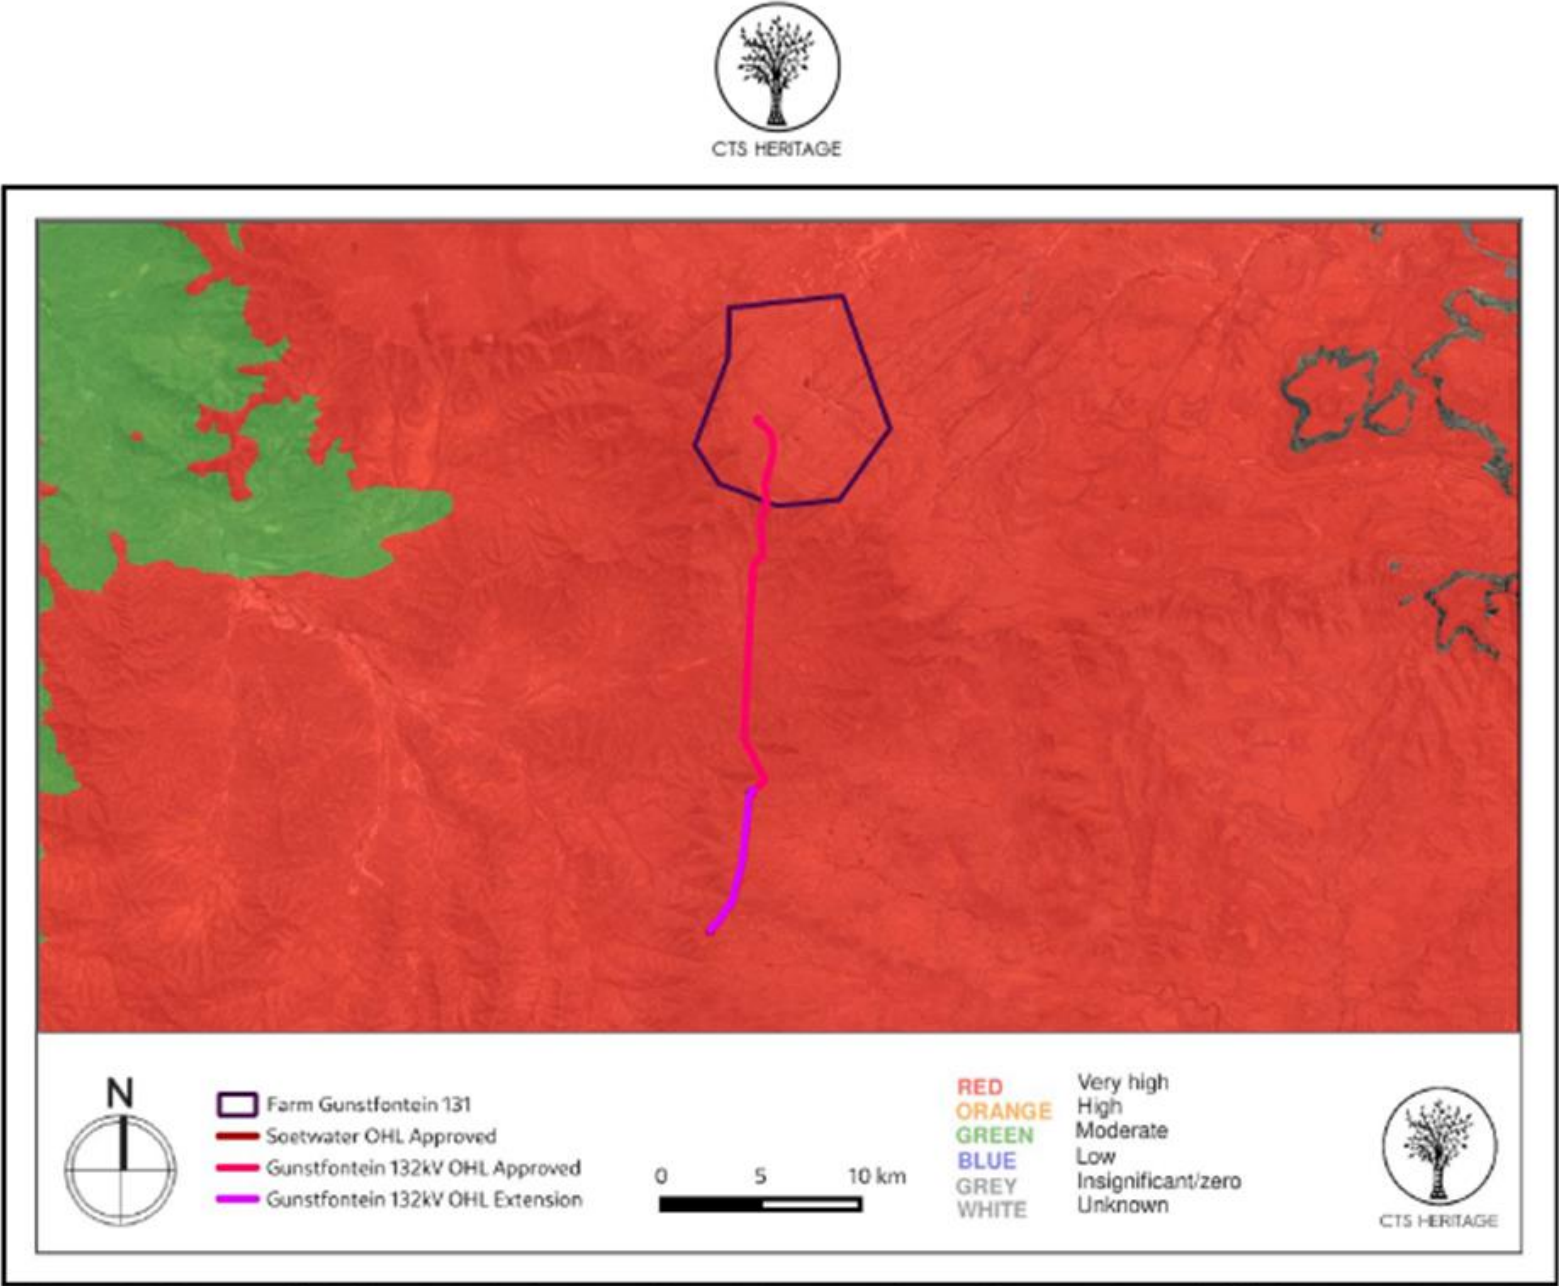 CTS HERITAGE
N
Farm Gunstfontein 131
Soetwater OHL Approved
Gunstfontein 132kV OHL Approved
Gunstfontein 132kV OHL Extension
0 5 10 km
RED Very high
ORANGE High
GREEN Moderate
BLUE Low
GREY Insignificant/zero
WHITE Unknown
CTS HERITAGE